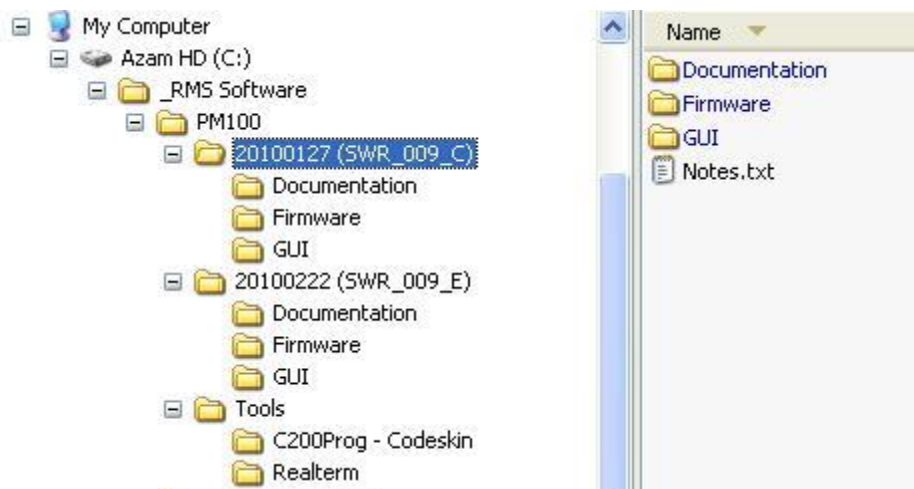 My Computer
Azam HD (C:)
_RMS Software
PM100
20100127 (SWR_009_C)
Documentation
Firmware
GUI
20100222 (SWR_009_E)
Documentation
Firmware
GUI
Tools
C200Prog - Codeskin
Realterm
Name
Documentation
Firmware
GUI
Notes.txt